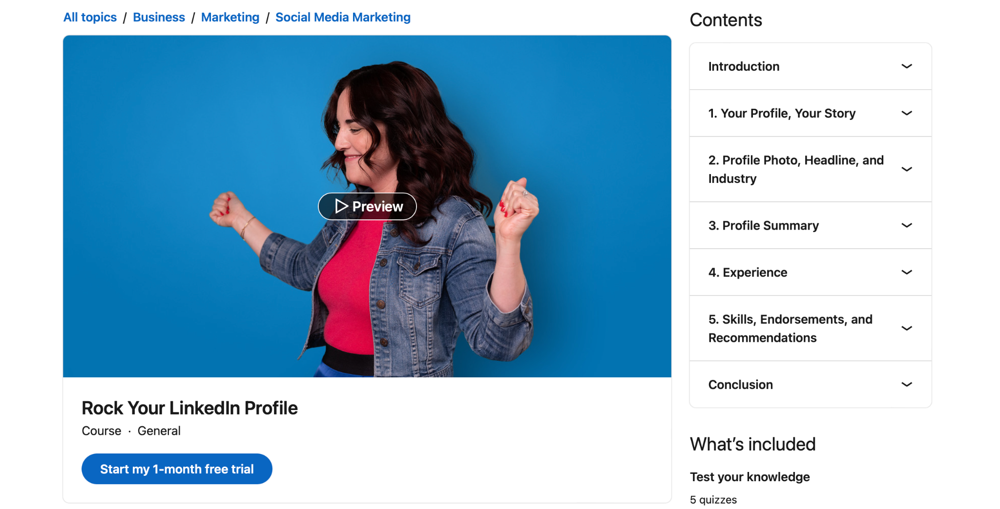 All topics / Business / Marketing / Social Media Marketing
Preview
Rock Your LinkedIn Profile
Course · General
Start my 1-month free trial
Contents
Introduction
1. Your Profile, Your Story
2. Profile Photo, Headline, and
Industry
3. Profile Summary
4. Experience
5. Skills, Endorsements, and
Recommendations
Conclusion
What’s included
Test your knowledge
5 quizzes